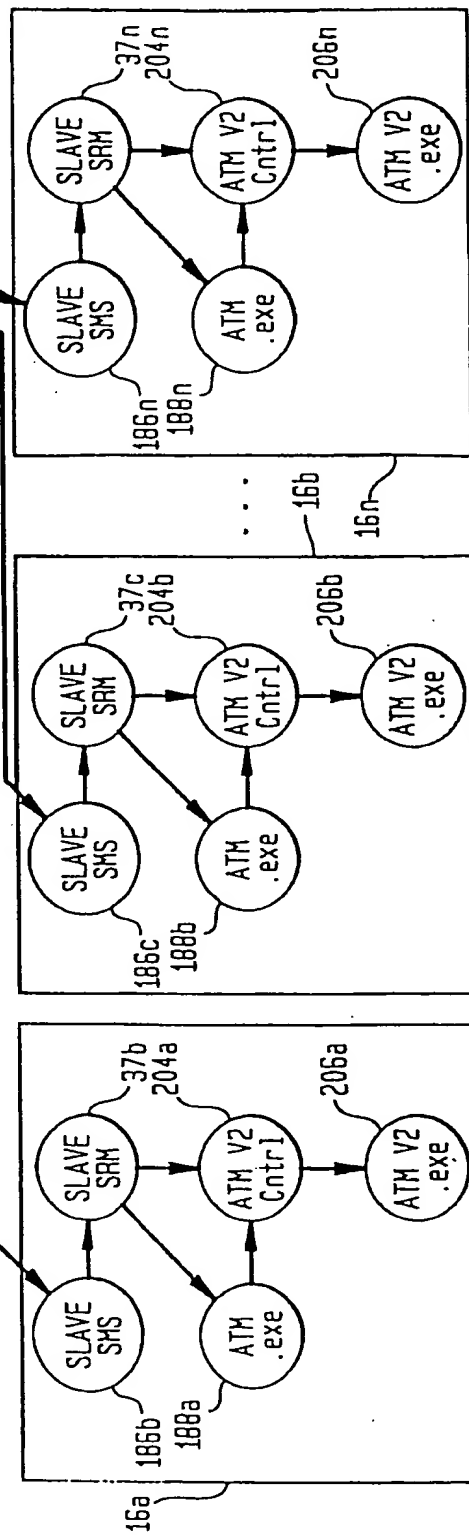 16a
SLAVE
SMS
186b
SLAVE
SRM
37b
204a
ATM
.exe
188a
ATM V2
Cntrl
ATM V2
.exe
206a
SLAVE
SMS
186c
SLAVE
SRM
37c
204b
ATM
.exe
188b
ATM V2
Cntrl
ATM V2
.exe
206b
16b
...
SLAVE
SMS
186n
SLAVE
SRM
37n
204n
ATM
.exe
188n
ATM V2
Cntrl
ATM V2
.exe
206n
16n